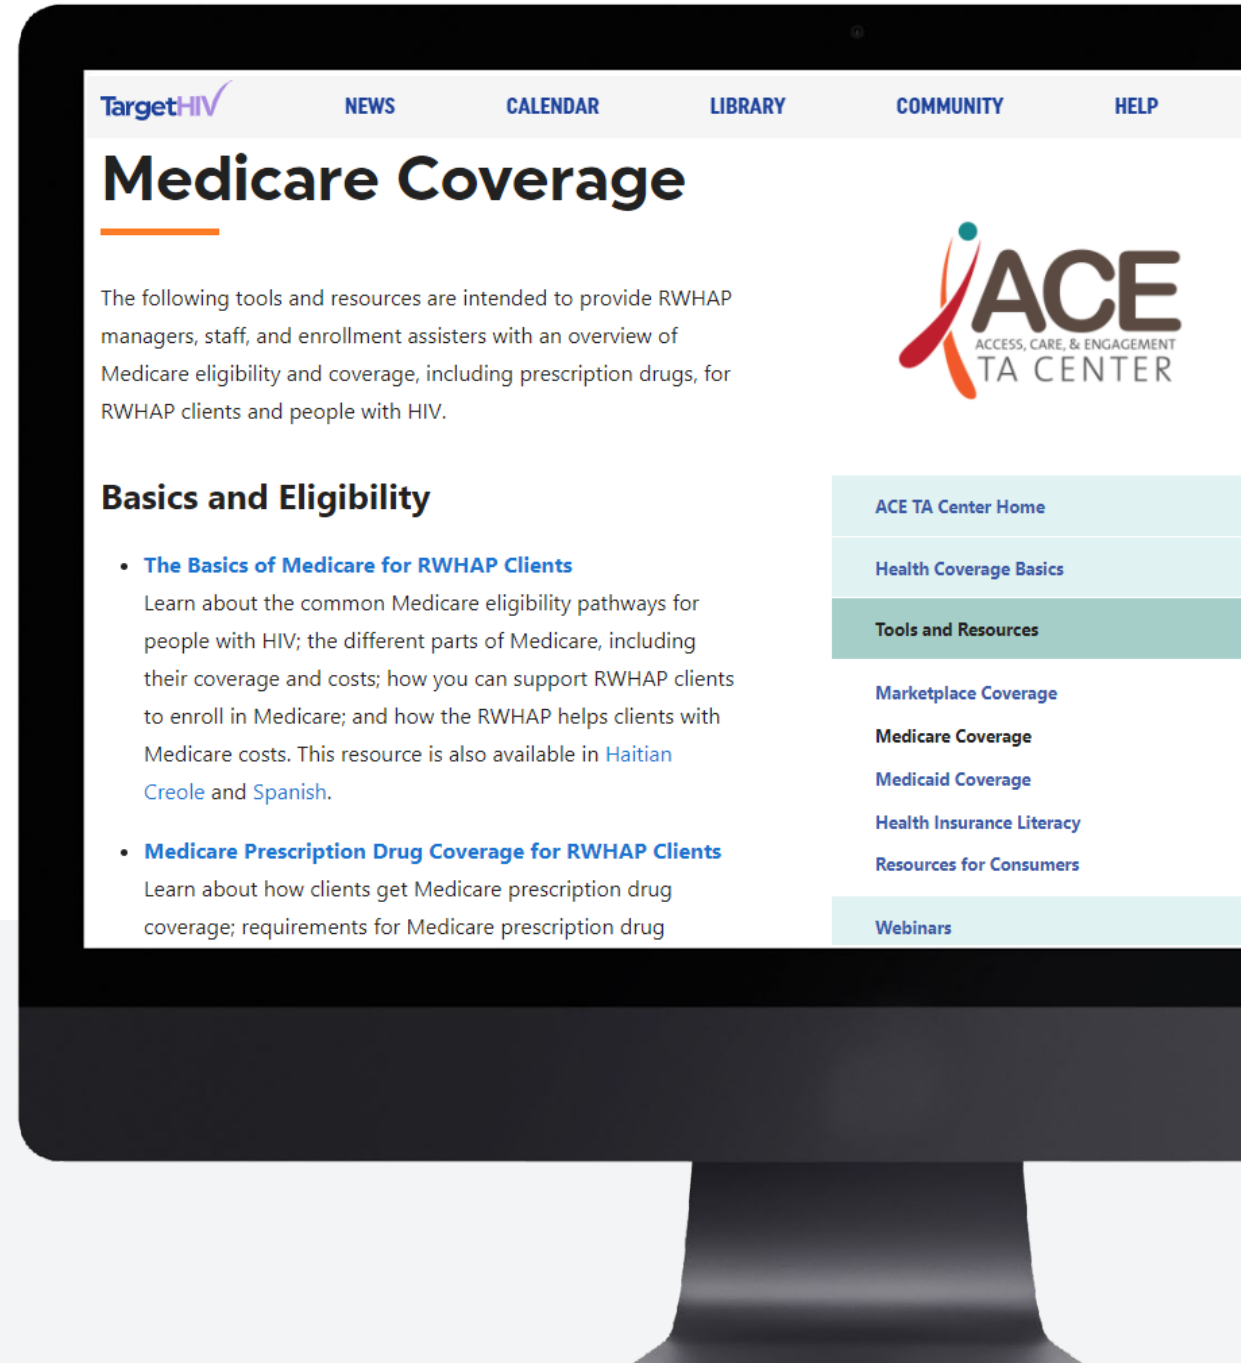 TargetHIV NEWS CALENDAR LIBRARY COMMUNITY HELP
Medicare Coverage
The following tools and resources are intended to provide RWHAP
managers, staff, and enrollment assisters with an overview of
Medicare eligibility and coverage, including prescription drugs, for
RWHAP clients and people with HIV.
Basics and Eligibility
• The Basics of Medicare for RWHAP Clients
Learn about the common Medicare eligibility pathways for
people with HIV; the different parts of Medicare, including
their coverage and costs; how you can support RWHAP clients
to enroll in Medicare; and how the RWHAP helps clients with
Medicare costs. This resource is also available in Haitian
Creole and Spanish.
• Medicare Prescription Drug Coverage for RWHAP Clients
Learn about how clients get Medicare prescription drug
coverage; requirements for Medicare prescription drug
ACE
ACCESS, CARE, & ENGAGEMENT
TA CENTER
ACE TA Center Home
Health Coverage Basics
Tools and Resources
Marketplace Coverage
Medicare Coverage
Medicaid Coverage
Health Insurance Literacy
Resources for Consumers
Webinars